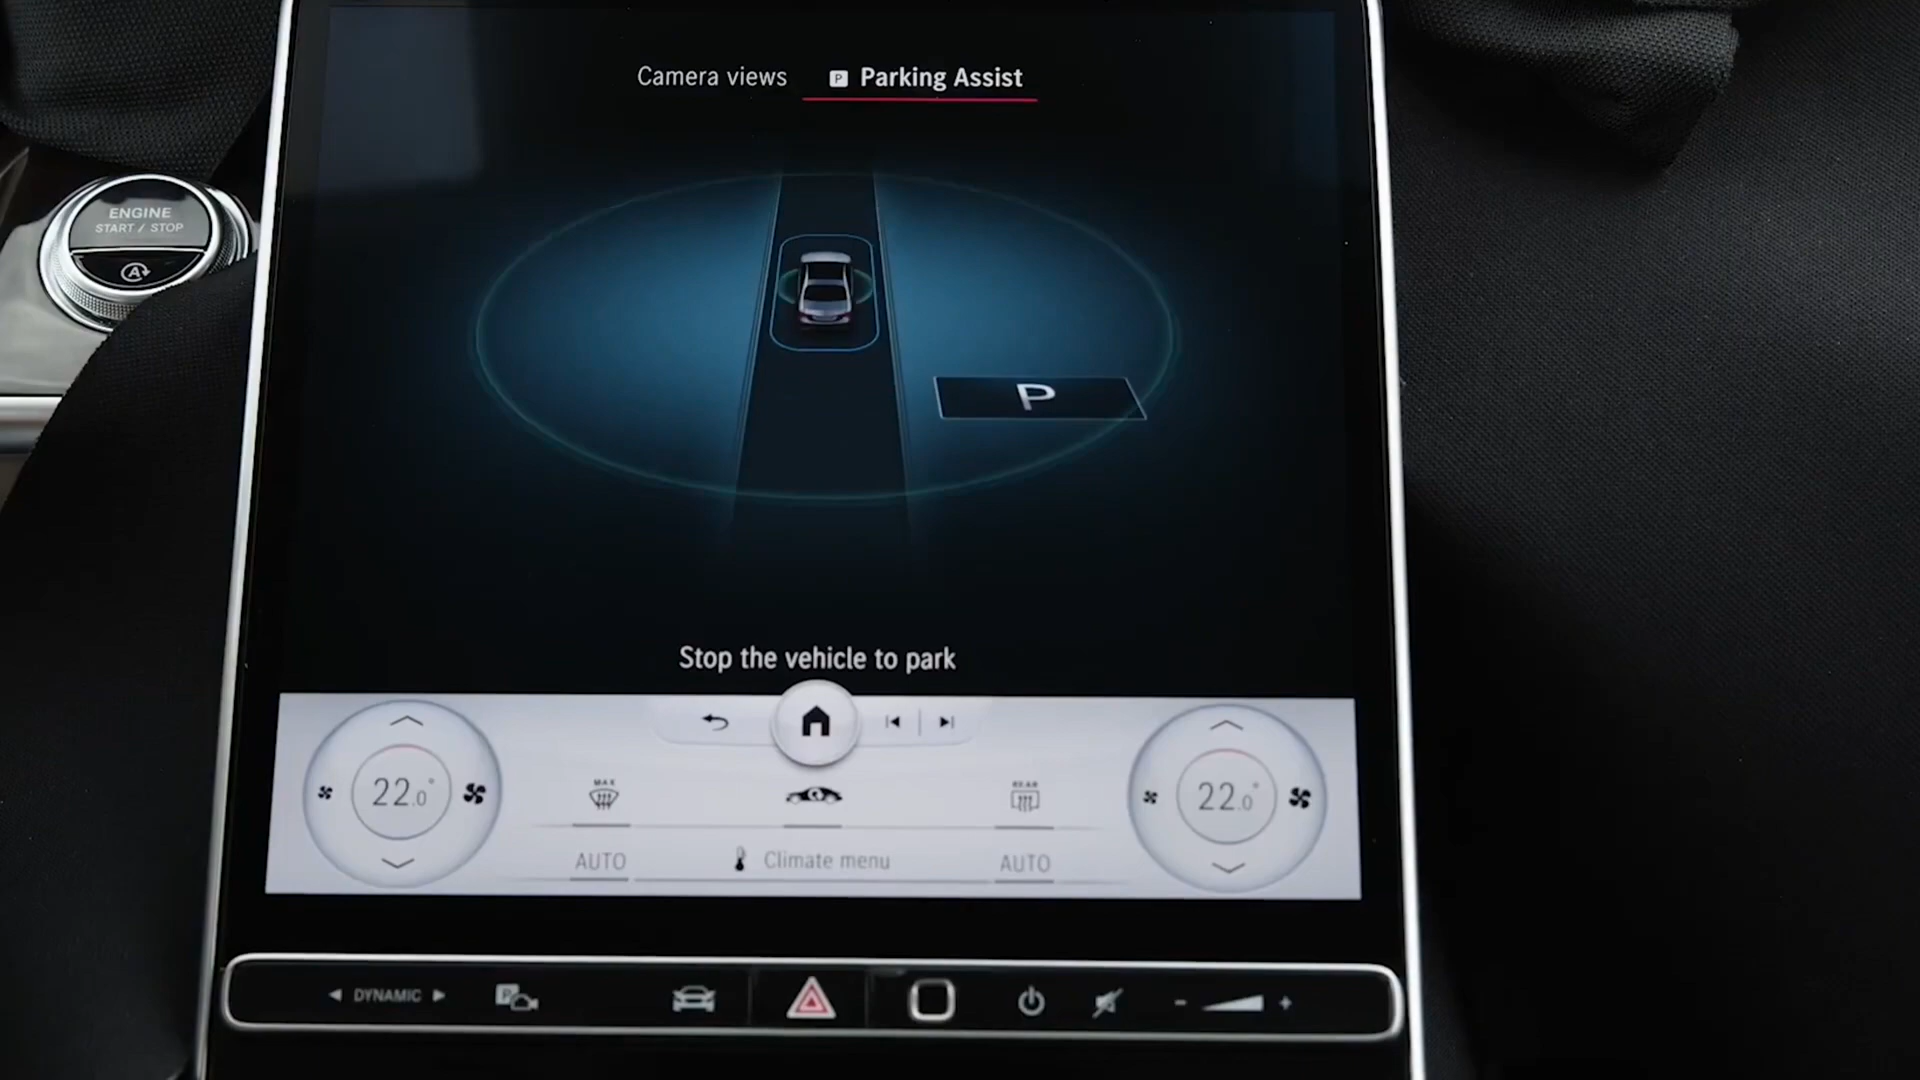 Camera views
P Parking Assist
ENGINE
START / STOP
A
P
Stop the vehicle to park
22.0°
MAX
REAR
22.0°
AUTO
Climate menu
AUTO
DYNAMIC
P
- +